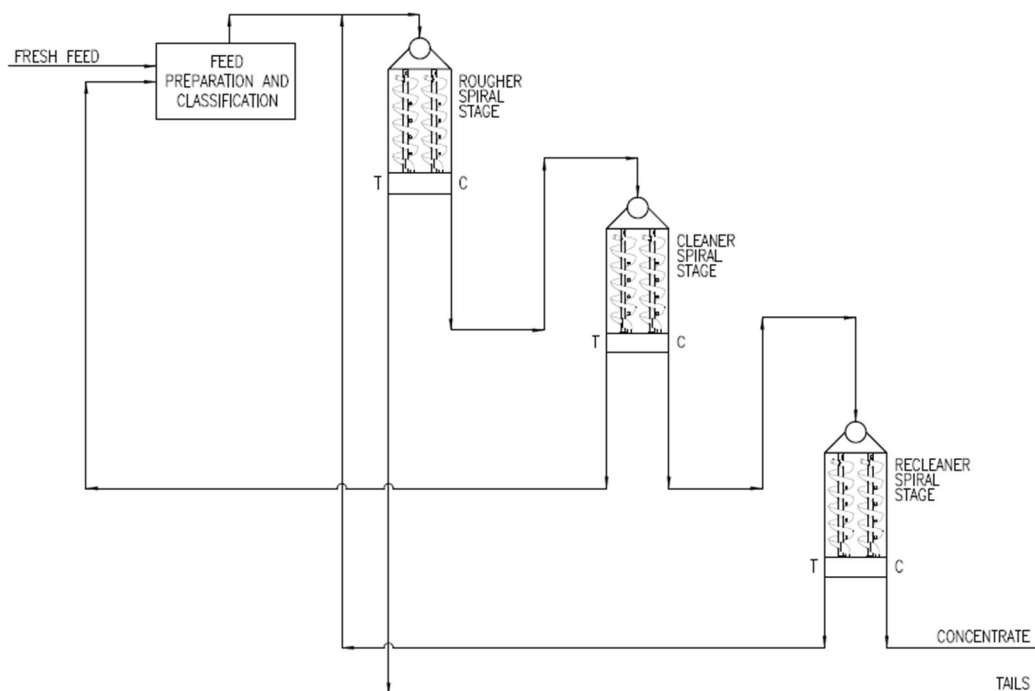 FRESH FEED
FEED
PREPARATION AND
CLASSIFICATION
ROUGHER
SPIRAL
STAGE
T
C
CLEANER
SPIRAL
STAGE
T
C
RECLEANER
SPIRAL
STAGE
T
C
CONCENTRATE
TAILS